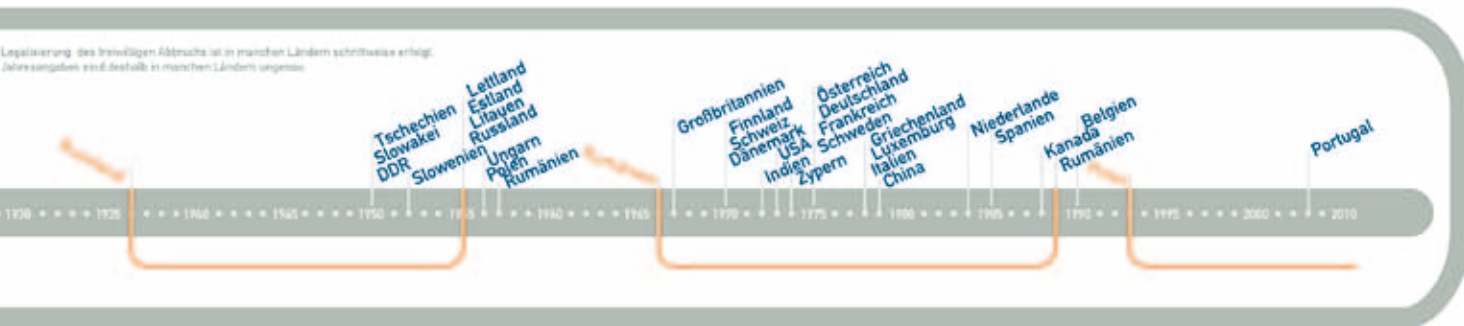 Legalisierung des freiwilligen Abbruchs ist in manchen Ländern schrittweise erfolgt.
Jahresangaben sind deshalb in manchen Ländern ungenau.
Tschechien
Slowakei
DDR
Slowenien
Lettland
Estland
Litauen
Russland
Ungarn
Polen
Rumänien
Großbritannien
Finnland
Schweiz
Dänemark
USA
Indien
Österreich
Deutschland
Frankreich
Schweden
Zypern
Griechenland
Luxemburg
Italien
China
Niederlande
Spanien
Kanada
Belgien
Rumänien
Portugal
1930 1935 1940 1945 1950 1955 1960 1965 1970 1975 1980 1985 1990 1995 2000 2010